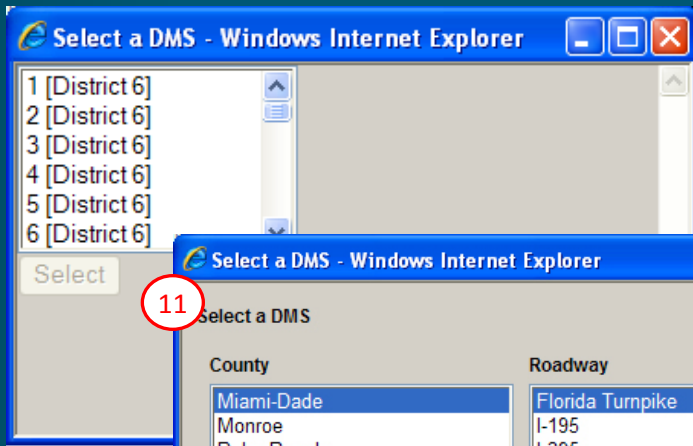 Select a DMS - Windows Internet Explorer
1 [District 6]
2 [District 6]
3 [District 6]
4 [District 6]
5 [District 6]
6 [District 6]
Select
Select a DMS - Windows Internet Explorer
11
Select a DMS
County
Roadway
Miami-Dade
Florida Turnpike
Monroe
I-195